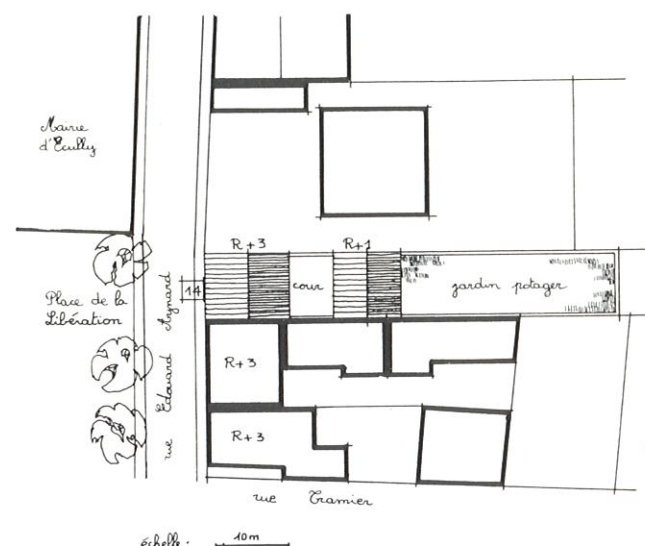 Mairie
d'Ecully
R+3
R+1
14
cour
jardin potager
Place de la
Libération
rue Edouard Aynard
R+3
R+3
rue Tramier
échelle : 10m